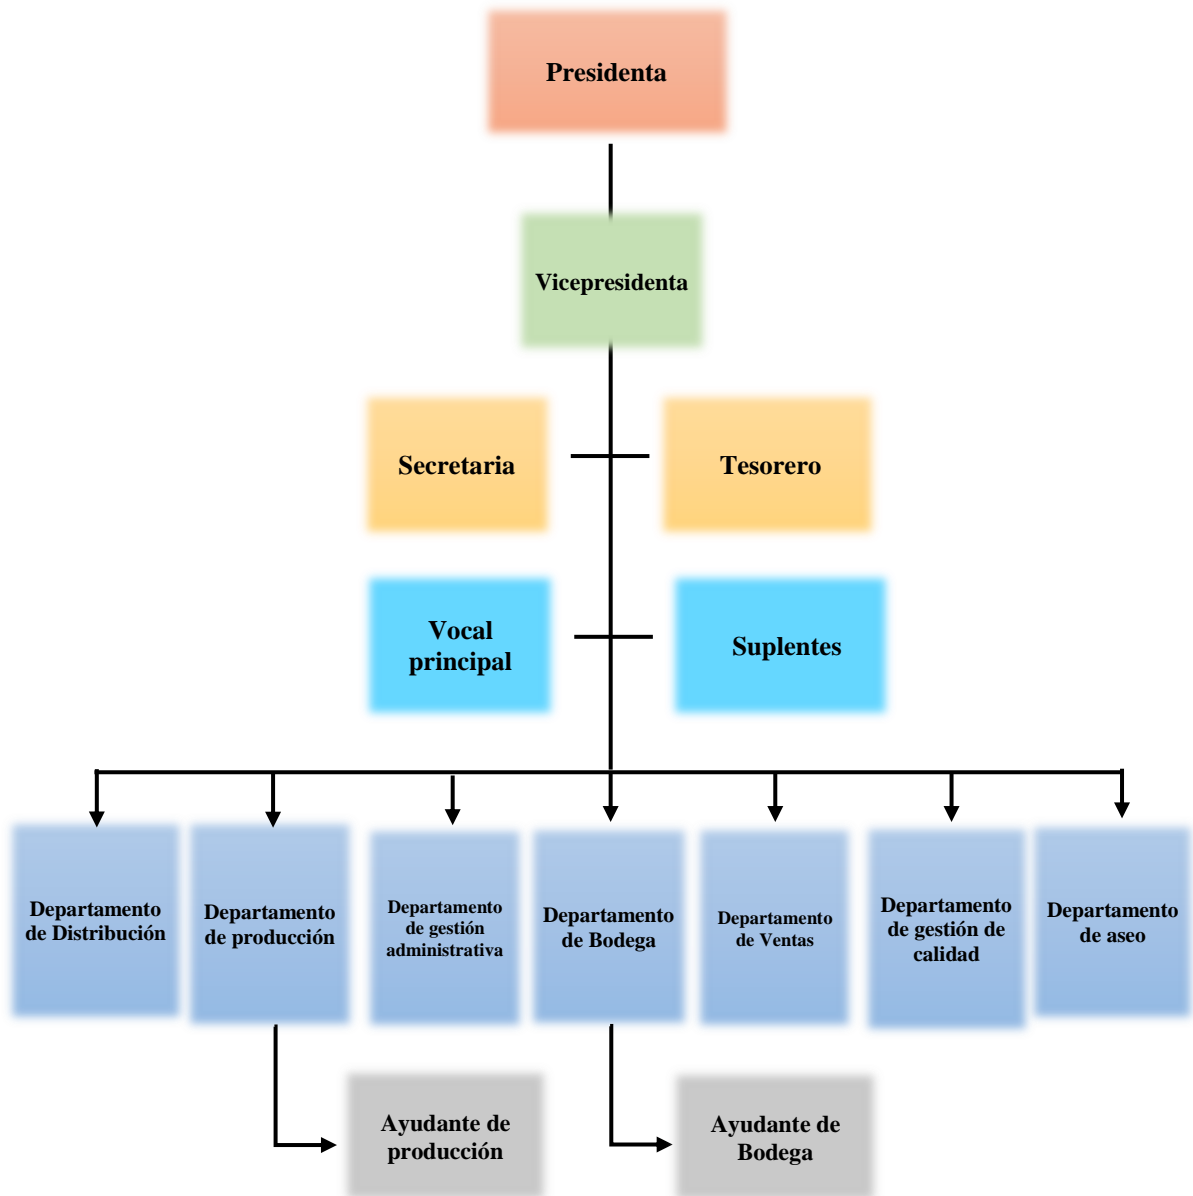 Presidenta
Vicepresidenta
Secretaria
Tesorero
Vocal
principal
Suplentes
Departamento
de Distribución
Departamento
de producción
Departamento
de gestión
administrativa
Departamento
de Bodega
Departamento
de Ventas
Departamento
de gestión de
calidad
Departamento
de aseo
Ayudante de
producción
Ayudante de
Bodega